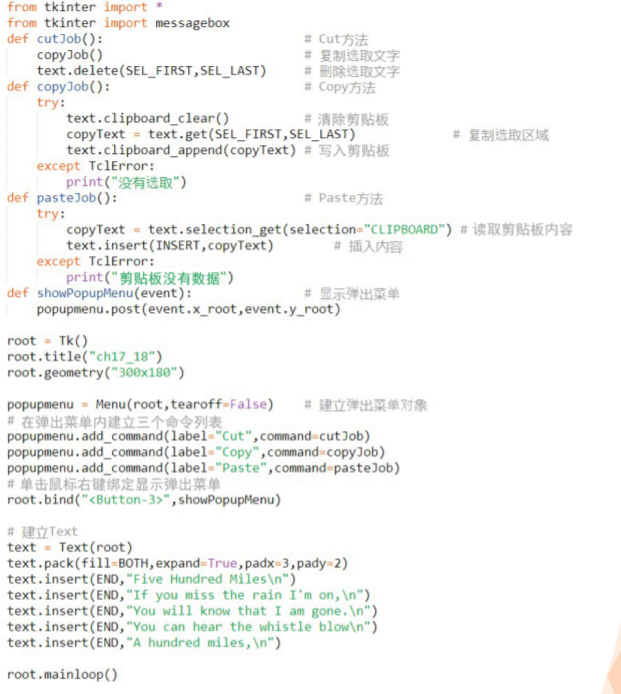 from tkinter import *
from tkinter import messagebox
def cutJob():                          # Cut方法
    copyJob()                          # 复制选取文字
    text.delete(SEL_FIRST,SEL_LAST)    # 删除选取文字
def copyJob():                         # Copy方法
    try:
        text.clipboard_clear()         # 清除剪贴板
        copyText = text.get(SEL_FIRST,SEL_LAST)              # 复制选取区域
        text.clipboard_append(copyText) # 写入剪贴板
    except TclError:
        print("没有选取")
def pasteJob():                        # Paste方法
    try:
        copyText = text.selection_get(selection="CLIPBOARD") # 读取剪贴板内容
        text.insert(INSERT,copyText)       # 插入内容
    except TclError:
        print("剪贴板没有数据")
def showPopupMenu(event):              # 显示弹出菜单
    popupmenu.post(event.x_root,event.y_root)

root = Tk()
root.title("ch17_18")
root.geometry("300x180")

popupmenu = Menu(root,tearoff=False)   # 建立弹出菜单对象
# 在弹出菜单内建立三个命令列表
popupmenu.add_command(label="Cut",command=cutJob)
popupmenu.add_command(label="Copy",command=copyJob)
popupmenu.add_command(label="Paste",command=pasteJob)
# 单击鼠标右键绑定显示弹出菜单
root.bind("<Button-3>",showPopupMenu)

# 建立Text
text = Text(root)
text.pack(fill=BOTH,expand=True,padx=3,pady=2)
text.insert(END,"Five Hundred Miles\n")
text.insert(END,"If you miss the rain I'm on,\n")
text.insert(END,"You will know that I am gone.\n")
text.insert(END,"You can hear the whistle blow\n")
text.insert(END,"A hundred miles,\n")

root.mainloop()